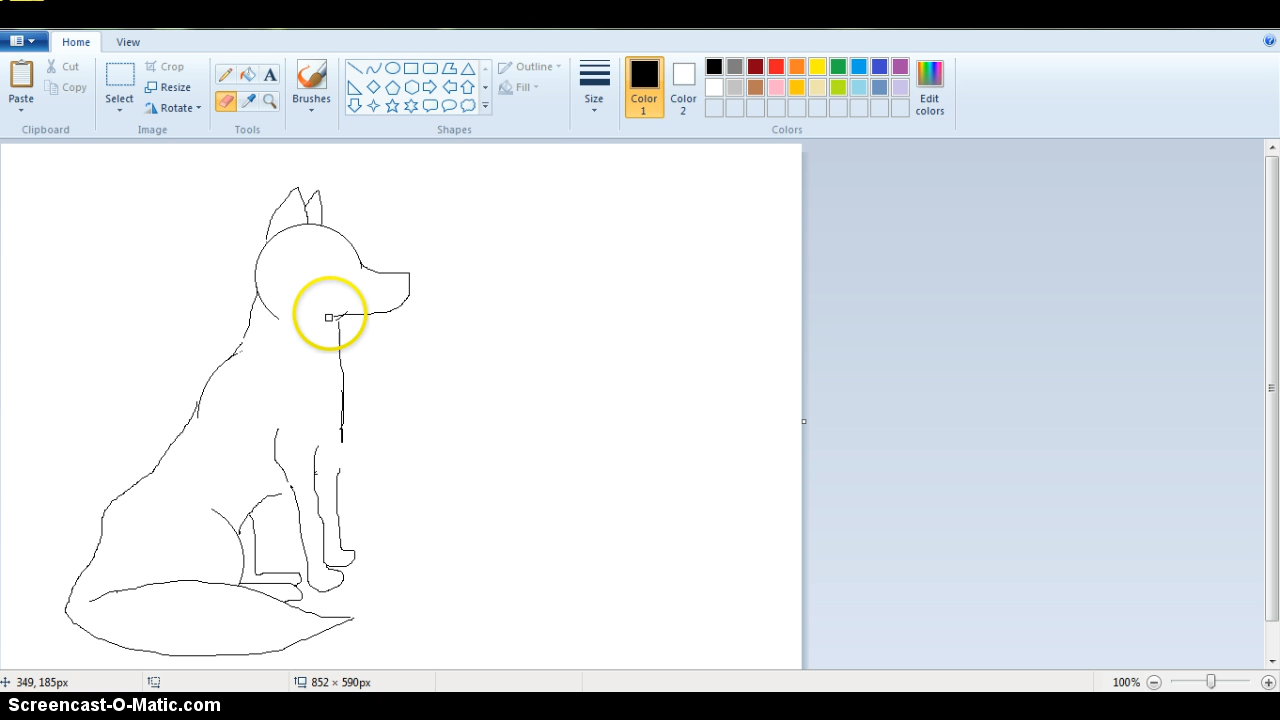 Home View
Paste
Cut
Copy
Clipboard
Select
Crop
Resize
Rotate
Image
A
Tools
Brushes
Outline
Fill
Shapes
Size
Color 1
Color 2
Edit colors
Colors
349, 185px
852 × 590px
100%
Screencast-O-Matic.com